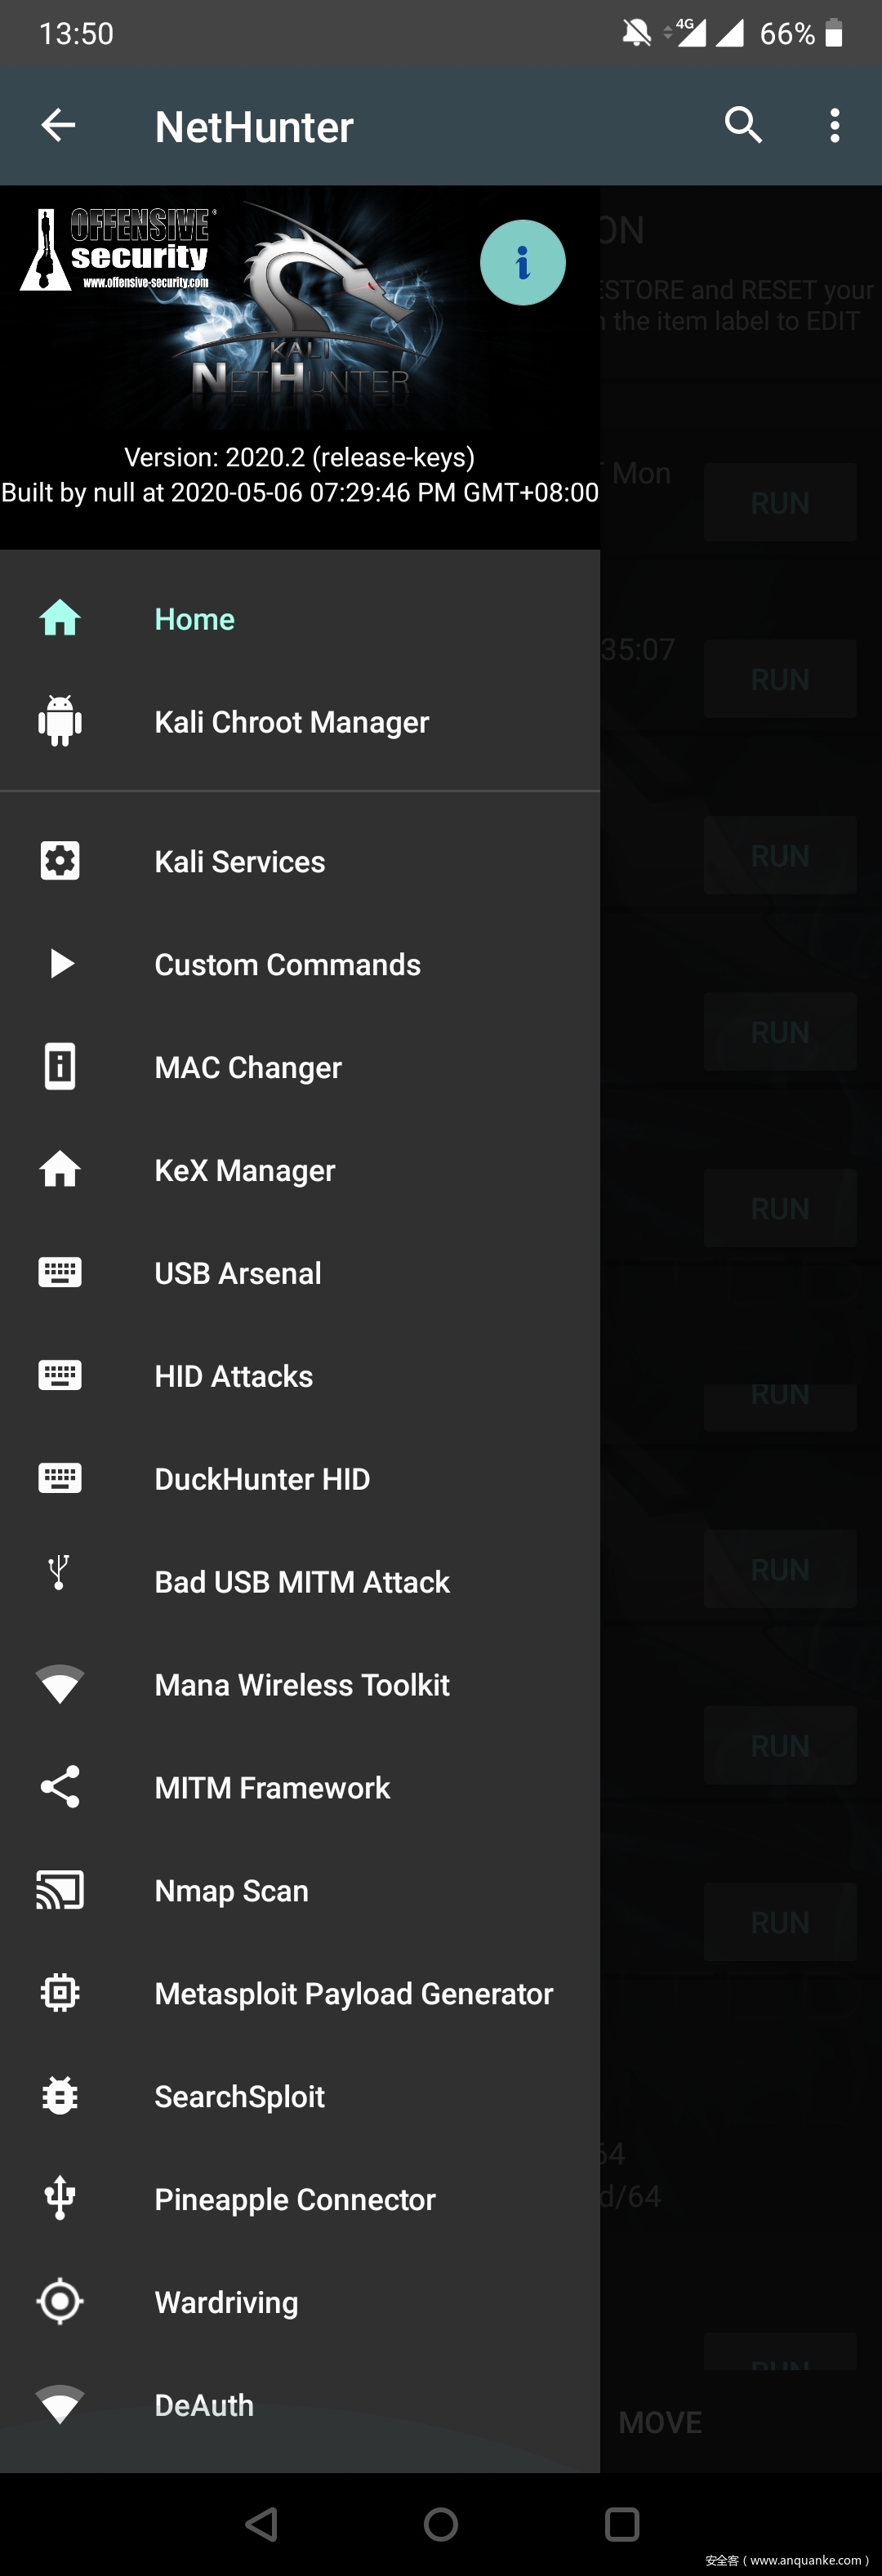 13:50
4G
66%
NetHunter
OFFENSIVE
security
www.offensive-security.com
i
KALI
NETHUNTER
Version: 2020.2 (release-keys)
Built by null at 2020-05-06 07:29:46 PM GMT+08:00
ON
ESTORE and RESET your
n the item label to EDIT
Mon
RUN
35:07
RUN
RUN
RUN
RUN
RUN
RUN
RUN
RUN
64
d/64
RUN
MOVE
Home
Kali Chroot Manager
Kali Services
Custom Commands
MAC Changer
KeX Manager
USB Arsenal
HID Attacks
DuckHunter HID
Bad USB MITM Attack
Mana Wireless Toolkit
MITM Framework
Nmap Scan
Metasploit Payload Generator
SearchSploit
Pineapple Connector
Wardriving
DeAuth
安全客（www.anquanke.com）